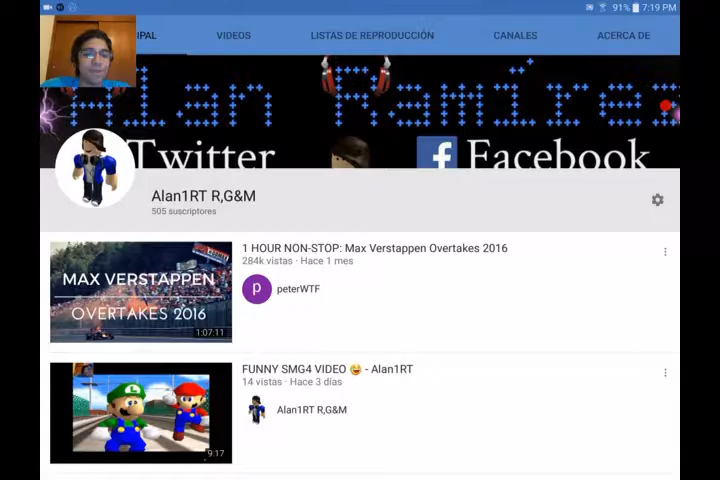 91% 7:19 PM
IPAL VIDEOS LISTAS DE REPRODUCCIÓN CANALES ACERCA DE
Alan Ramírez
Twitter Facebook
Alan1RT R,G&M
505 suscriptores
1 HOUR NON-STOP: Max Verstappen Overtakes 2016
284k vistas · Hace 1 mes
p peterWTF
MAX VERSTAPPEN
OVERTAKES 2016
1:07:11
FUNNY SMG4 VIDEO 😂 - Alan1RT
14 vistas · Hace 3 días
Alan1RT R,G&M
9:17